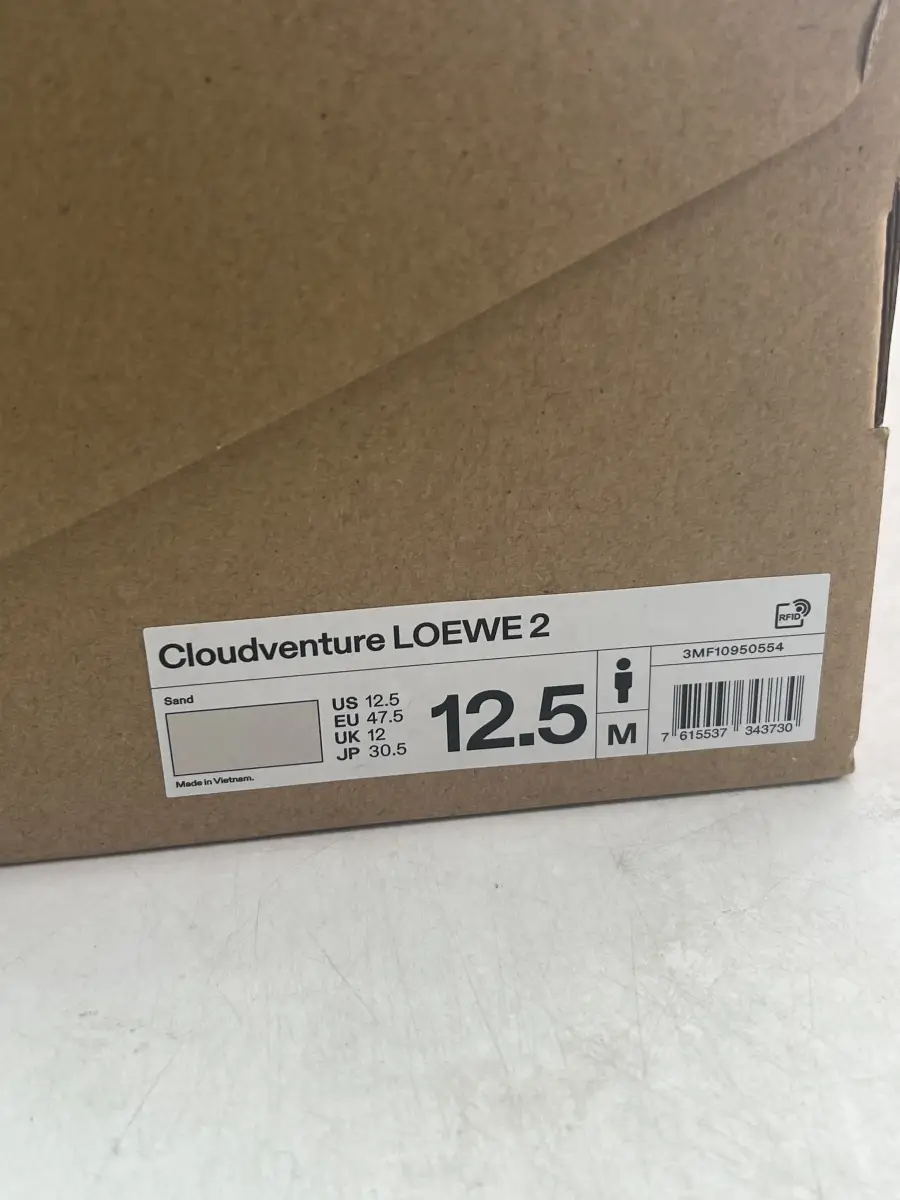 Cloudventure LOEWE 2
RFID
Sand
US 12.5
EU 47.5
UK 12
JP 30.5
12.5
M
3MF10950554
7 615537 343730
Made in Vietnam.